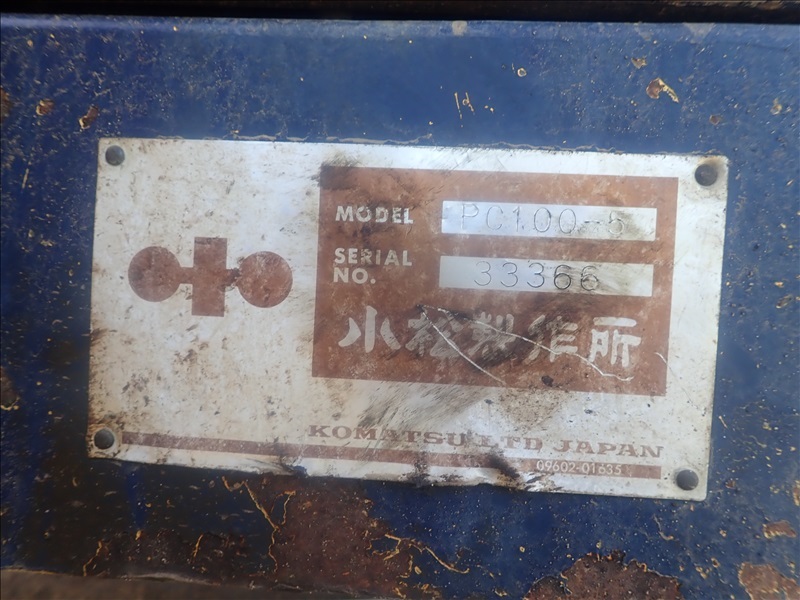 MODEL PC100-5
SERIAL NO. 33366
小松製作所
KOMATSU LTD JAPAN
09602-01635